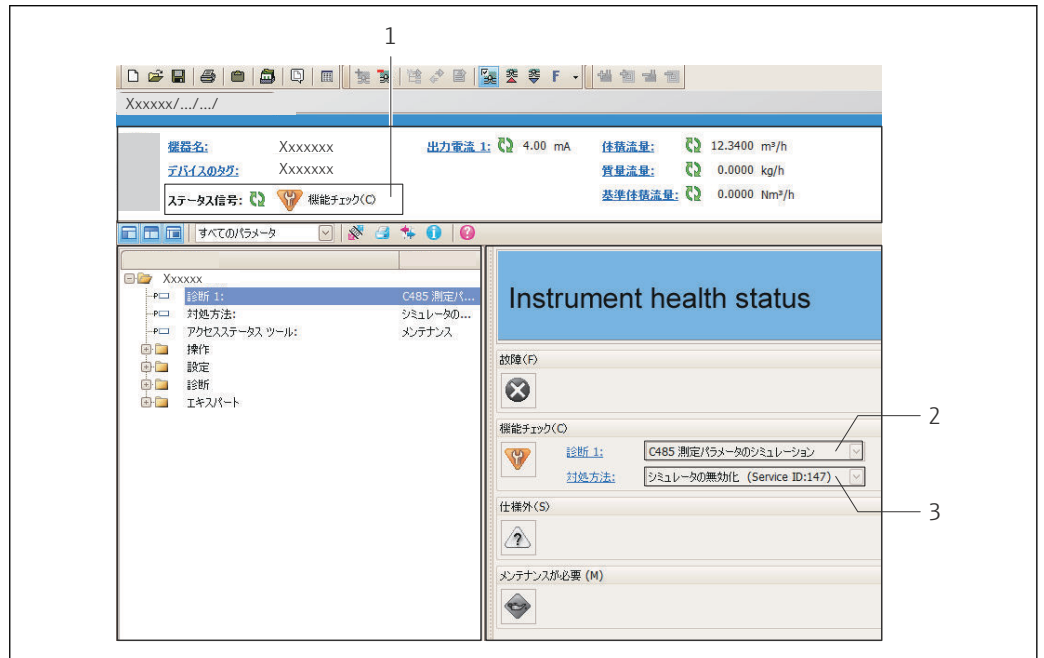 1
F
Xxxxxx/.../.../
機器名: Xxxxxxx 出力電流 1: 4.00 mA 体積流量: 12.3400 m³/h
デバイスのタグ: Xxxxxxx 質量流量: 0.0000 kg/h
ステータス信号: 機能チェック(C) 基準体積流量: 0.0000 Nm³/h
すべてのパラメータ
Xxxxxx
診断 1: C485 測定パ...
対処方法: シミュレータの...
アクセスステータス ツール: メンテナンス
操作
設定
診断
エキスパート
Instrument health status
故障(F)
機能チェック(C)
診断 1: C485 測定パラメータのシミュレーション
2
対処方法: シミュレータの無効化 (Service ID:147)
3
仕様外(S)
メンテナンスが必要 (M)